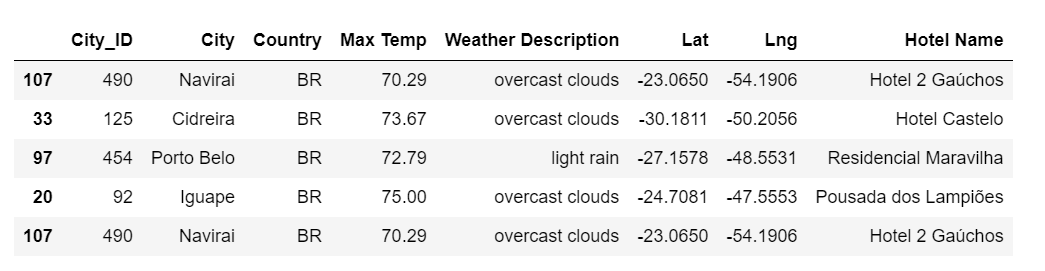 City_ID City Country Max Temp Weather Description Lat Lng Hotel Name
107 490 Navirai BR 70.29 overcast clouds -23.0650 -54.1906 Hotel 2 Gaúchos
33 125 Cidreira BR 73.67 overcast clouds -30.1811 -50.2056 Hotel Castelo
97 454 Porto Belo BR 72.79 light rain -27.1578 -48.5531 Residencial Maravilha
20 92 Iguape BR 75.00 overcast clouds -24.7081 -47.5553 Pousada dos Lampiões
107 490 Navirai BR 70.29 overcast clouds -23.0650 -54.1906 Hotel 2 Gaúchos